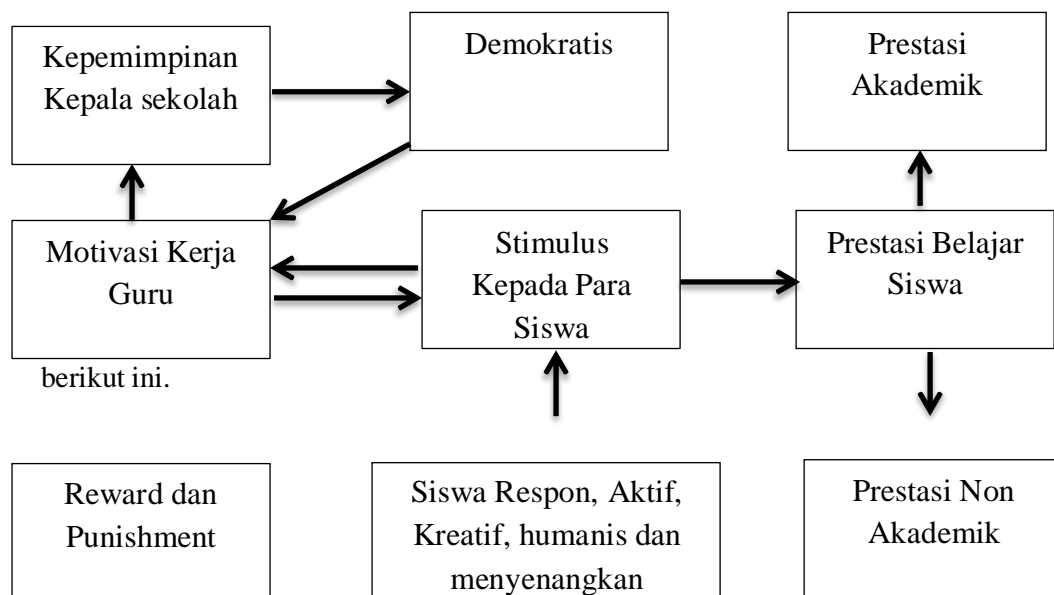 Kepemimpinan
Kepala sekolah
Demokratis
Prestasi
Akademik
Motivasi Kerja
Guru
Stimulus
Kepada Para
Siswa
Prestasi Belajar
Siswa
berikut ini.
Reward dan
Punishment
Siswa Respon, Aktif,
Kreatif, humanis dan
menyenangkan
Prestasi Non
Akademik